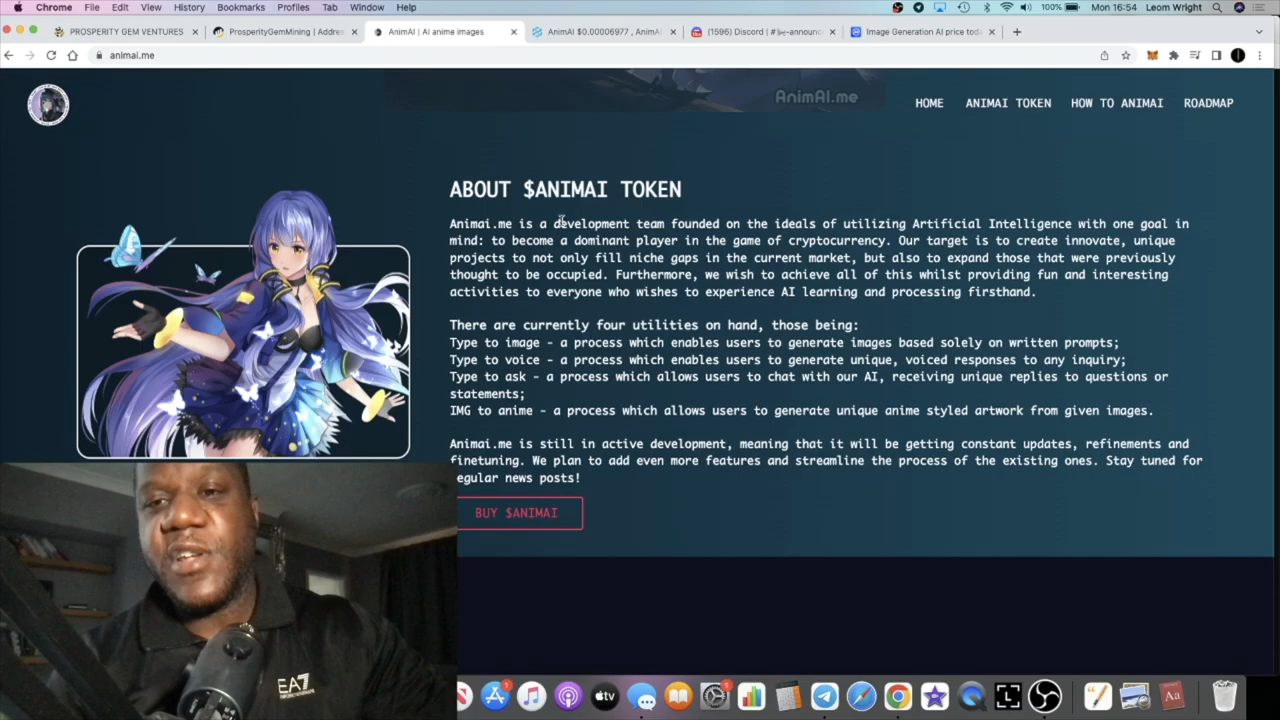 Chrome File Edit View History Bookmarks Profiles Tab Window Help 100% Mon 16:54 Leom Wright
PROSPERITY GEM VENTURES ProsperityGemMining | Addres AnimAI | AI anime images AnimAI $0.00006977 , AnimA (1596) Discord | Image Generation AI price toda
animai.me
AnimAI.me
HOME ANIMAI TOKEN HOW TO ANIMAI ROADMAP
ABOUT $ANIMAI TOKEN
Animai.me is a development team founded on the ideals of utilizing Artificial Intelligence with one goal in
mind: to become a dominant player in the game of cryptocurrency. Our target is to create innovate, unique
projects to not only fill niche gaps in the current market, but also to expand those that were previously
thought to be occupied. Furthermore, we wish to achieve all of this whilst providing fun and interesting
activities to everyone who wishes to experience AI learning and processing firsthand.
There are currently four utilities on hand, those being:
Type to image - a process which enables users to generate images based solely on written prompts;
Type to voice - a process which enables users to generate unique, voiced responses to any inquiry;
Type to ask - a process which allows users to chat with our AI, receiving unique replies to questions or
statements;
IMG to anime - a process which allows users to generate unique anime styled artwork from given images.
Animai.me is still in active development, meaning that it will be getting constant updates, refinements and
finetuning. We plan to add even more features and streamline the process of the existing ones. Stay tuned for
regular news posts!
BUY $ANIMAI
EA7
tv
Aa